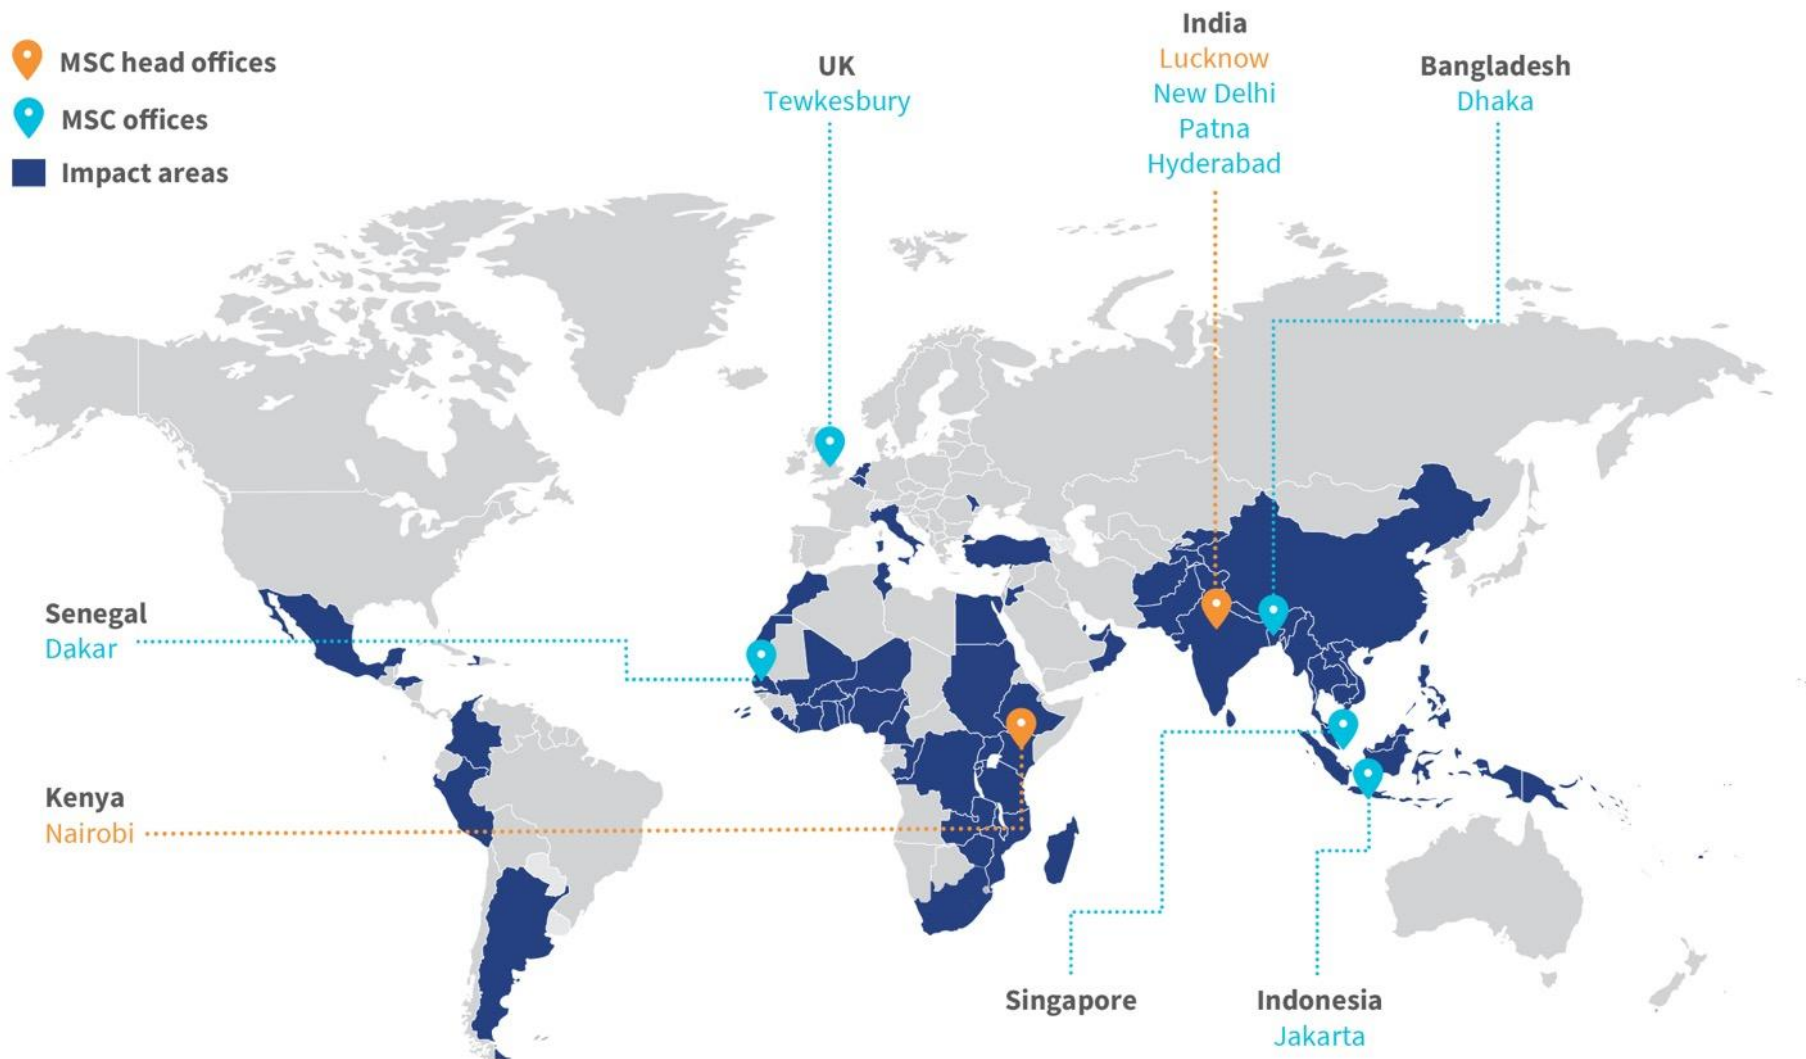 MSC head offices
MSC offices
Impact areas
UK
Tewkesbury
India
Lucknow
New Delhi
Patna
Hyderabad
Bangladesh
Dhaka
Senegal
Dakar
Kenya
Nairobi
Singapore
Indonesia
Jakarta